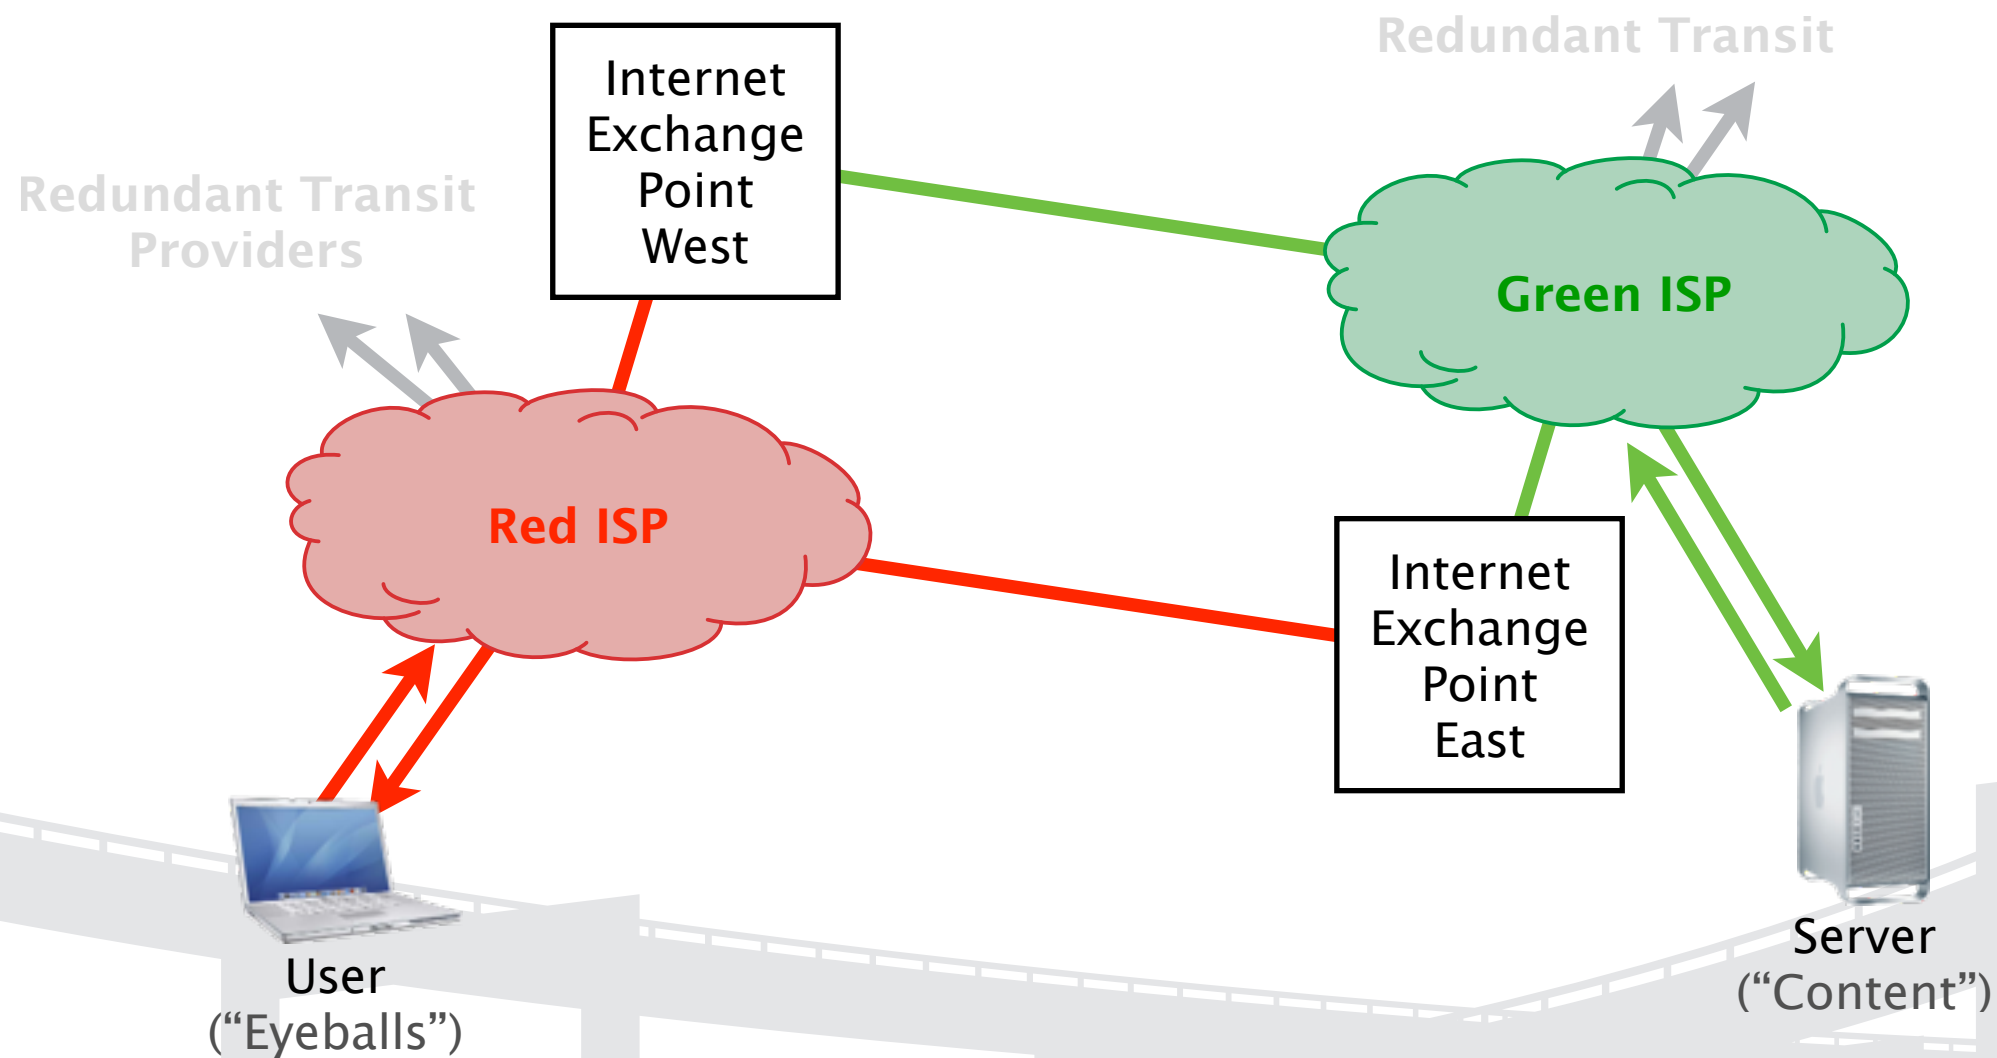 Redundant Transit
Internet
Exchange
Point
West
Redundant Transit
Providers
Green ISP
Red ISP
Internet
Exchange
Point
East
User
(“Eyeballs”)
Server
(“Content”)